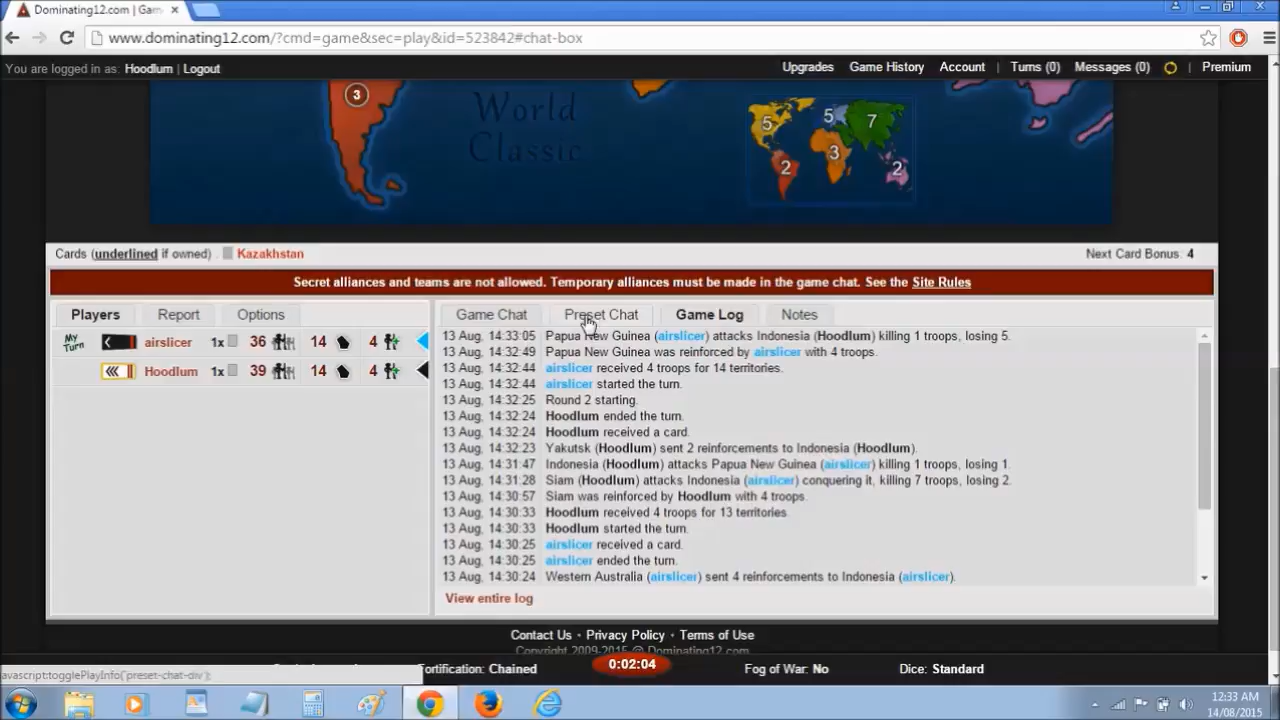 Dominating12.com | Gam
www.dominating12.com/?cmd=game&sec=play&id=523842#chat-box
You are logged in as: Hoodlum | Logout
Upgrades Game History Account | Turns (0) Messages (0) | Premium
3
World
Classic
5 5 7
2 3 2
Cards (underlined if owned) . Kazakhstan
Next Card Bonus: 4
Secret alliances and teams are not allowed. Temporary alliances must be made in the game chat. See the Site Rules
Players Report Options
My Turn airslicer 1x 36 14 4
Hoodlum 1x 39 14 4
Game Chat Preset Chat Game Log Notes
13 Aug, 14:33:05 Papua New Guinea (airslicer) attacks Indonesia (Hoodlum) killing 1 troops, losing 5.
13 Aug, 14:32:49 Papua New Guinea was reinforced by airslicer with 4 troops.
13 Aug, 14:32:44 airslicer received 4 troops for 14 territories.
13 Aug, 14:32:44 airslicer started the turn.
13 Aug, 14:32:25 Round 2 starting.
13 Aug, 14:32:24 Hoodlum ended the turn.
13 Aug, 14:32:24 Hoodlum received a card.
13 Aug, 14:32:23 Yakutsk (Hoodlum) sent 2 reinforcements to Indonesia (Hoodlum).
13 Aug, 14:31:47 Indonesia (Hoodlum) attacks Papua New Guinea (airslicer) killing 1 troops, losing 1.
13 Aug, 14:31:28 Siam (Hoodlum) attacks Indonesia (airslicer) conquering it, killing 7 troops, losing 2.
13 Aug, 14:30:57 Siam was reinforced by Hoodlum with 4 troops.
13 Aug, 14:30:33 Hoodlum received 4 troops for 13 territories.
13 Aug, 14:30:33 Hoodlum started the turn.
13 Aug, 14:30:25 airslicer received a card.
13 Aug, 14:30:25 airslicer ended the turn.
13 Aug, 14:30:24 Western Australia (airslicer) sent 4 reinforcements to Indonesia (airslicer).
View entire log
Contact Us · Privacy Policy · Terms of Use
Copyright 2009-2015 @ Dominating12.com
ortification: Chained 0:02:04 Fog of War: No Dice: Standard
avascript:togglePlayInfo('preset-chat-div');
12:33 AM
14/08/2015